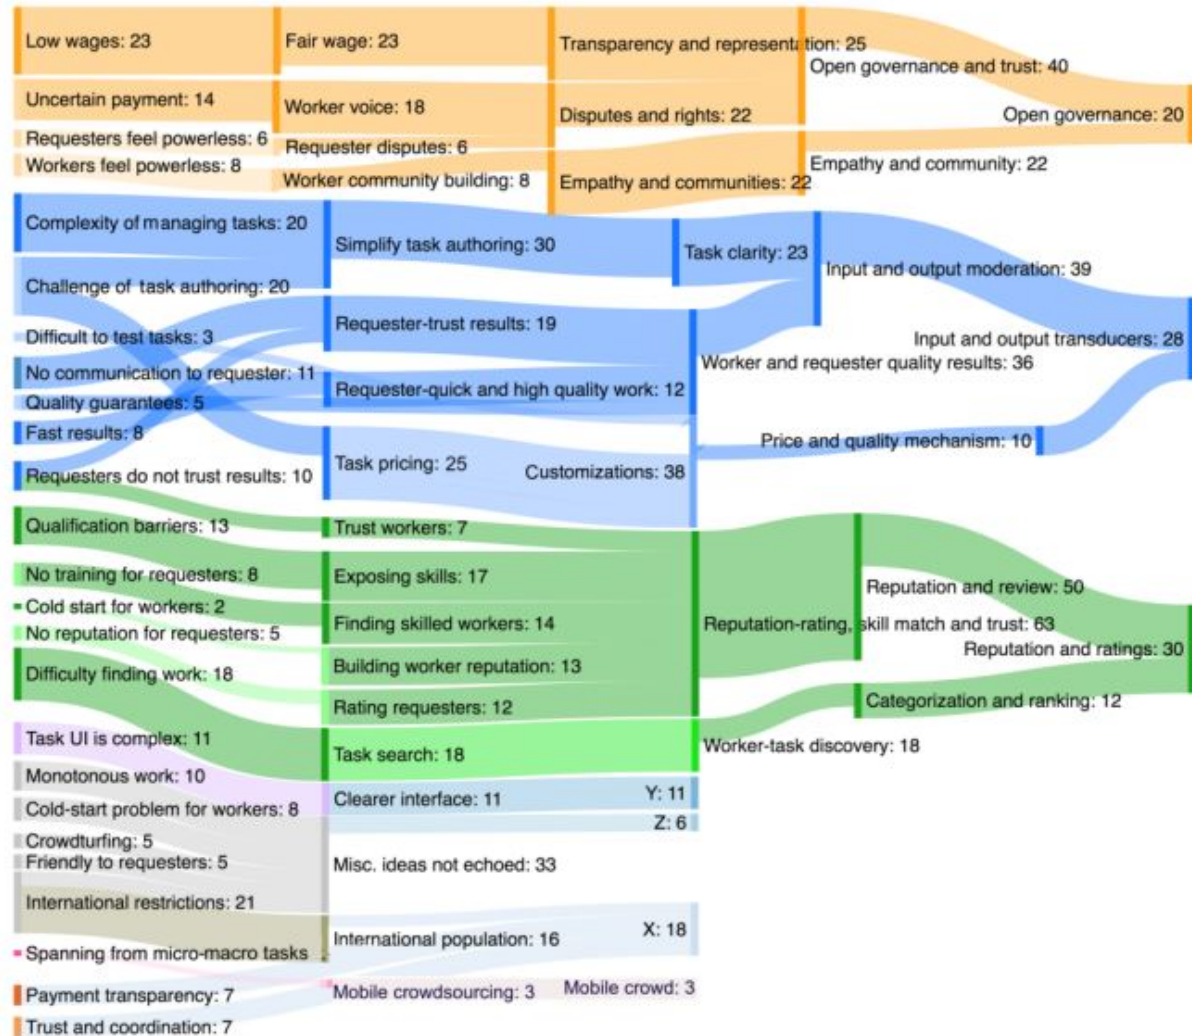 Low wages: 23
Fair wage: 23
Transparency and representation: 25
Open governance and trust: 40
Uncertain payment: 14
Worker voice: 18
Disputes and rights: 22
Open governance: 20
Requesters feel powerless: 6
Requester disputes: 6
Workers feel powerless: 8
Worker community building: 8
Empathy and communities: 22
Empathy and community: 22
Complexity of managing tasks: 20
Simplify task authoring: 30
Task clarity: 23
Input and output moderation: 39
Challenge of task authoring: 20
Difficult to test tasks: 3
Requester-trust results: 19
Input and output transducers: 28
Worker and requester quality results: 36
No communication to requester: 11
Requester-quick and high quality work: 12
Quality guarantees: 5
Fast results: 8
Price and quality mechanism: 10
Requesters do not trust results: 10
Task pricing: 25
Customizations: 38
Qualification barriers: 13
Trust workers: 7
No training for requesters: 8
Exposing skills: 17
Reputation and review: 50
Cold start for workers: 2
Finding skilled workers: 14
Reputation-rating, skill match and trust: 63
No reputation for requesters: 5
Reputation and ratings: 30
Difficulty finding work: 18
Building worker reputation: 13
Rating requesters: 12
Categorization and ranking: 12
Task UI is complex: 11
Task search: 18
Worker-task discovery: 18
Monotonous work: 10
Clearer interface: 11
Y: 11
Cold-start problem for workers: 8
Z: 6
Crowdturfing: 5
Friendly to requesters: 5
Misc. ideas not echoed: 33
International restrictions: 21
International population: 16
X: 18
Spanning from micro-macro tasks
Payment transparency: 7
Mobile crowdsourcing: 3
Mobile crowd: 3
Trust and coordination: 7